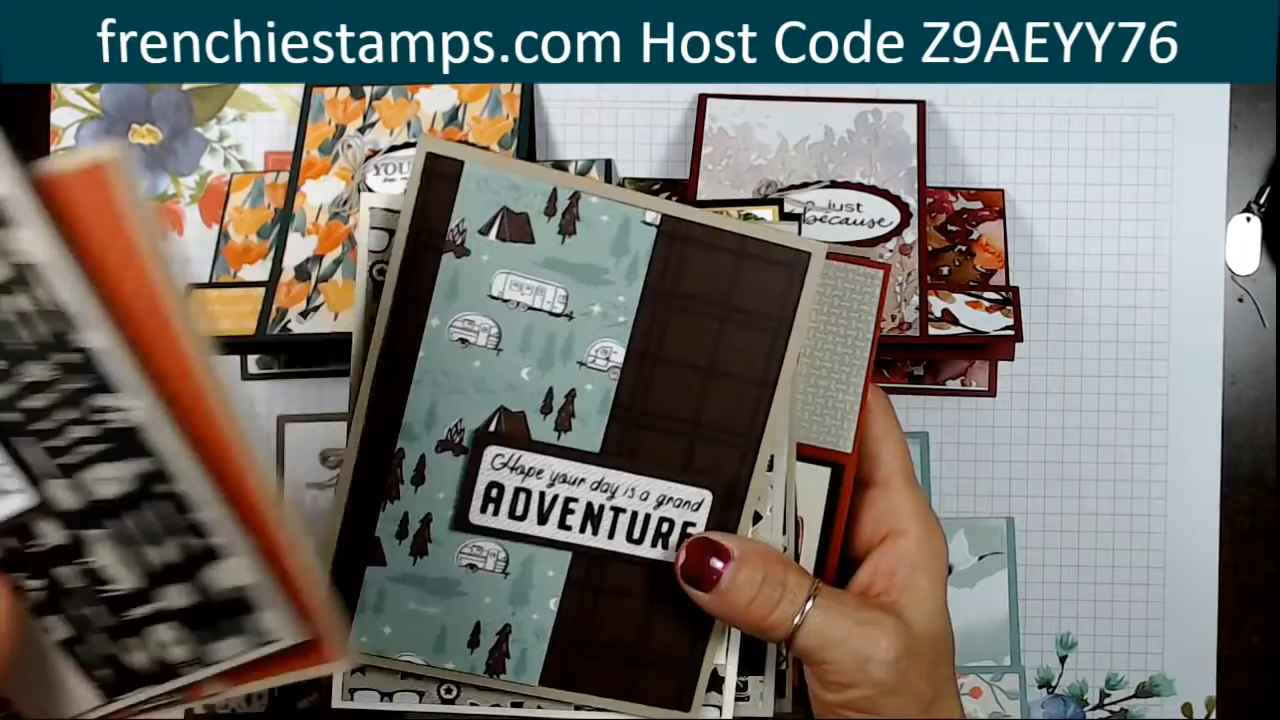 frenchiestamps.com Host Code Z9AEYY76
YOU
just
because
Hope your day is a grand
ADVENTURE